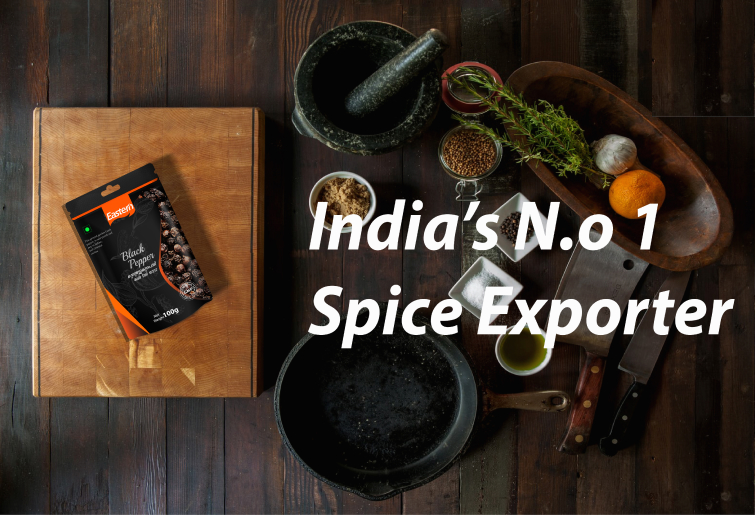 India's N.o 1
Spice Exporter
Eastern
Black
Pepper
100g